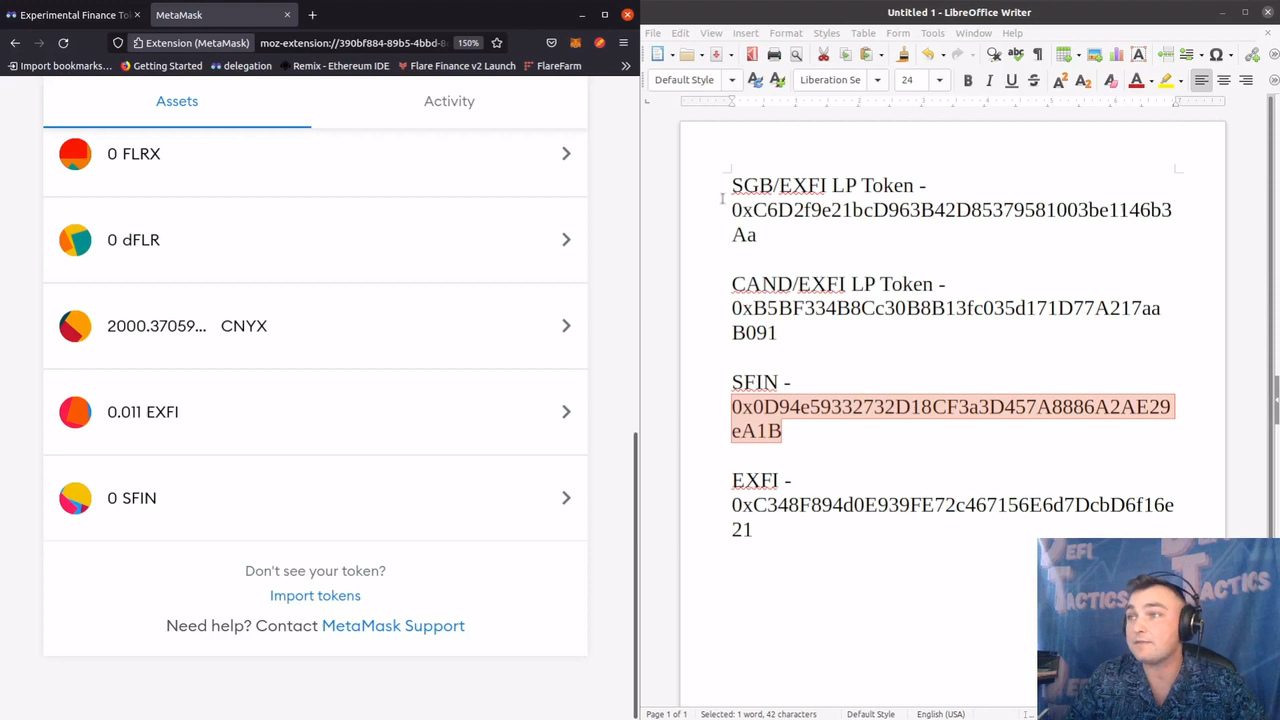 Experimental Finance To
MetaMask
Untitled 1 - LibreOffice Writer
Extension (MetaMask)
moz-extension://390bf884-89b5-4bbd-8
150%
File Edit View Insert Format Styles Table Form Tools Window Help
Import bookmarks...
Getting Started
delegation
Remix - Ethereum IDE
Flare Finance v2 Launch
FlareFarm
Default Style
Liberation Se
24
Assets
Activity
0 FLRX
0 dFLR
2000.37059... CNYX
0.011 EXFI
0 SFIN
Don't see your token?
Import tokens
Need help? Contact MetaMask Support
SGB/EXFI LP Token -
0xC6D2f9e21bcD963B42D85379581003be1146b3
Aa
CAND/EXFI LP Token -
0xB5BF334B8Cc30B8B13fc035d171D77A217aa
B091
SFIN -
0x0D94e59332732D18CF3a3D457A8886A2AE29
eA1B
EXFI -
0xC348F894d0E939FE72c467156E6d7DcbD6f16e
21
DEFI
TACTICS
TACTICS
Page 1 of 1
Selected: 1 word, 42 characters
Default Style
English (USA)